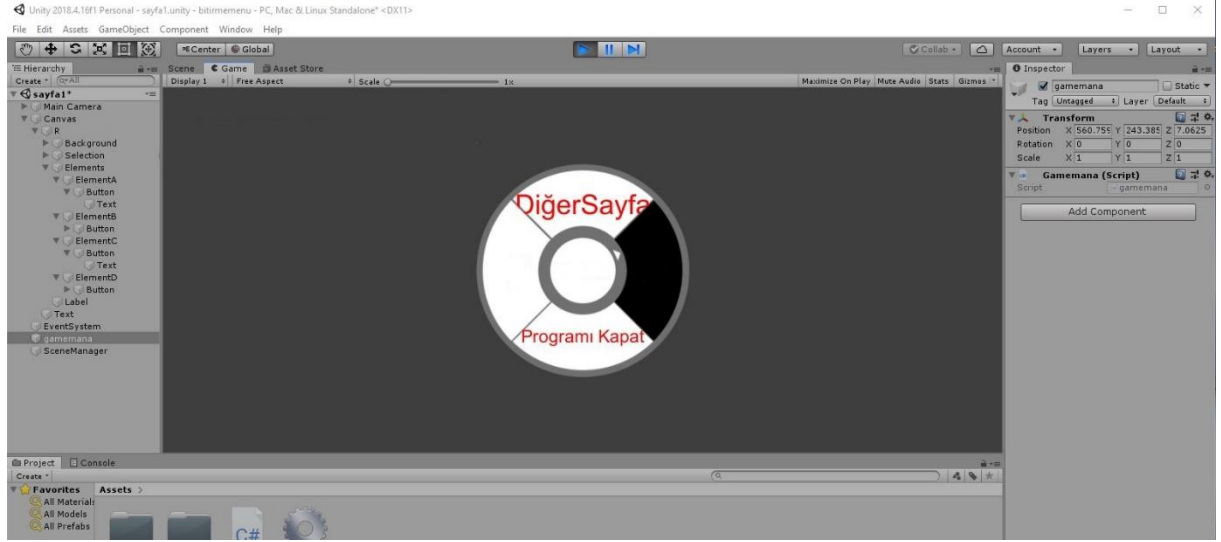 Unity 2018.4.16f1 Personal - sayfa1.unity - bitirmemenu - PC, Mac & Linux Standalone* <DX11>
File Edit Assets GameObject Component Window Help
Center Global Collab Account Layers Layout
Hierarchy Scene Game Asset Store Inspector
Create All Display 1 Free Aspect Scale 1x Maximize On Play Mute Audio Stats Gizmos gamemana Static
sayfa1*
Tag Untagged Layer Default
Main Camera
Canvas
Transform
R
Position X 560.755 Y 243.385 Z 7.0625
Background
Rotation X 0 Y 0 Z 0
Selection
Scale X 1 Y 1 Z 1
Elements
Gamemana (Script)
ElementA
Script gamemana
Button
Text
Add Component
ElementB
Button
ElementC
Button
Text
ElementD
Button
Label
Text
EventSystem
gamemana
SceneManager
DiğerSayfa
Programı Kapat
Project Console
Create
Favorites Assets >
All Materials
All Models
All Prefabs
C#